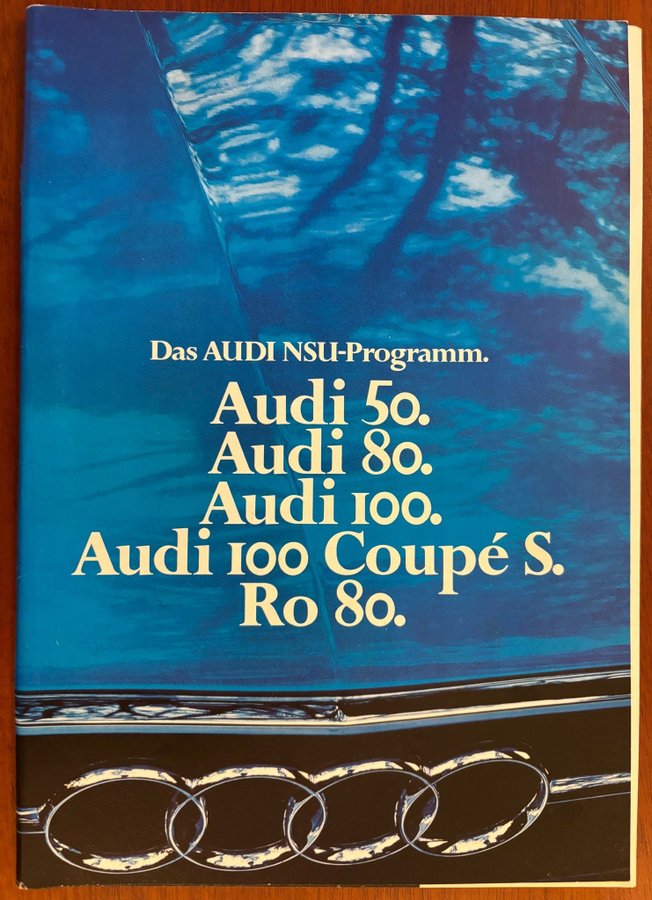 Das AUDI NSU-Programm.
Audi 50.
Audi 80.
Audi 100.
Audi 100 Coupé S.
Ro 80.